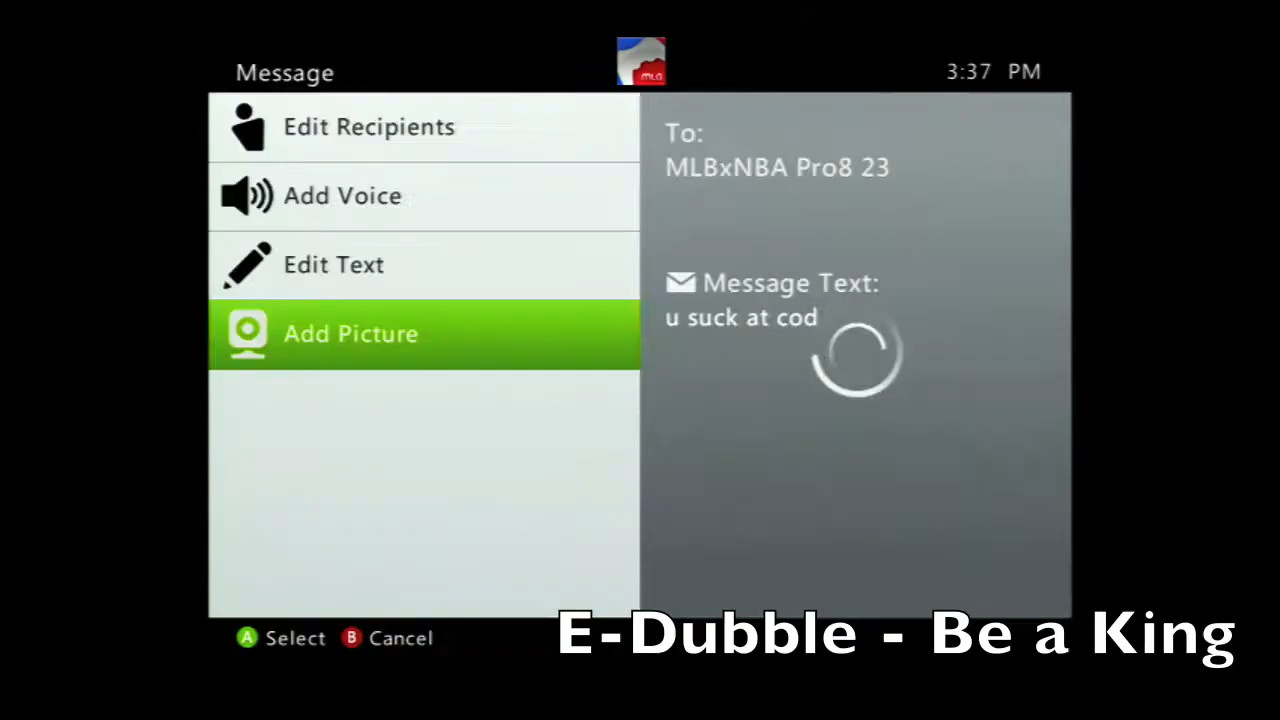 Message
MLG
3:37 PM
Edit Recipients
Add Voice
Edit Text
Add Picture
To:
MLBxNBA Pro8 23
Message Text:
u suck at cod
A Select B Cancel
E-Dubble - Be a King